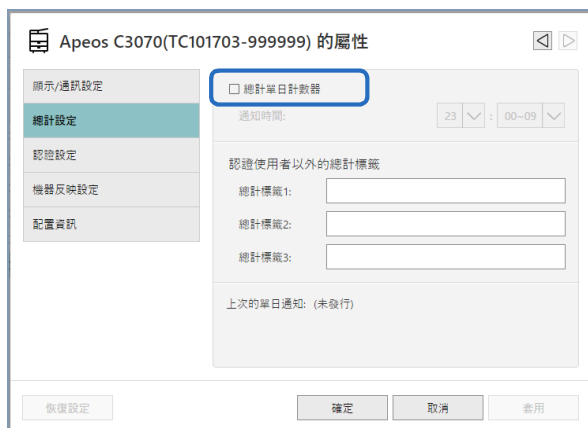 Apeos C3070(TC101703-999999) 的屬性
顯示/通訊設定
總計設定
認證設定
機器反映設定
配置資訊
總計單日計數器
通知時間: 23 : 00~09
認證使用者以外的總計標籤
總計標籤1:
總計標籤2:
總計標籤3:
上次的單日通知: (未發行)
恢復設定 確定 取消 套用